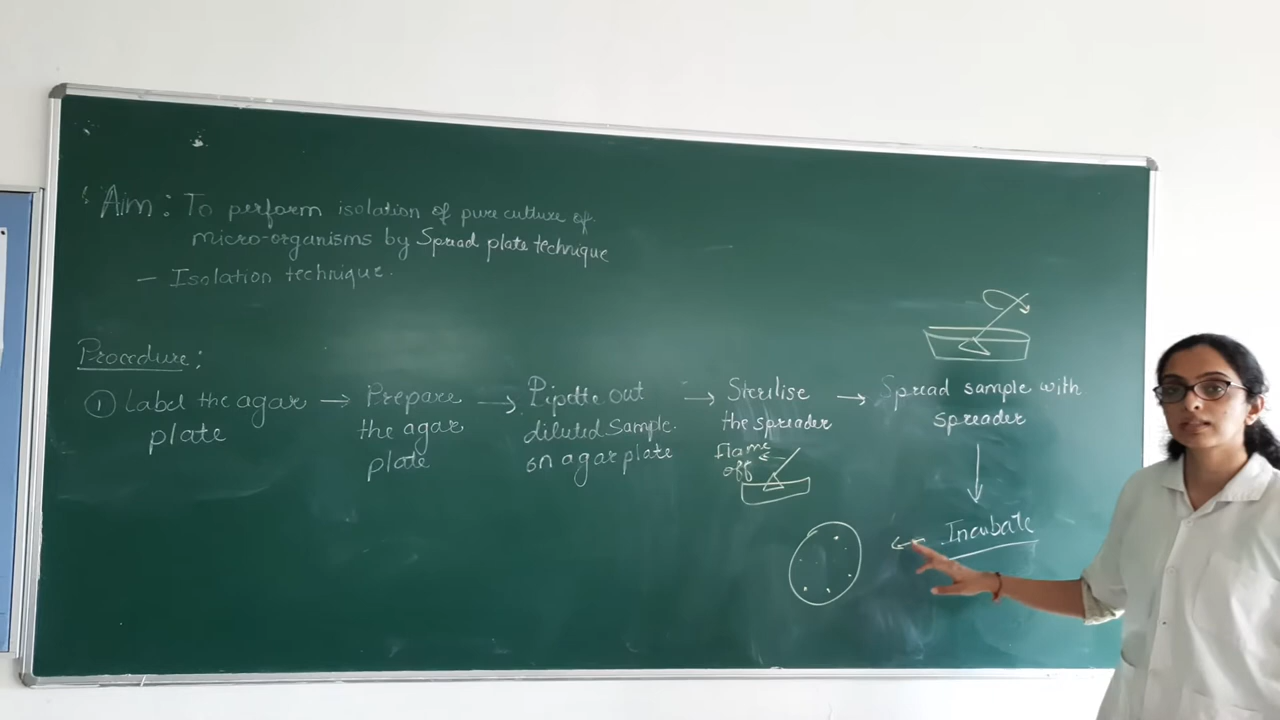 Aim: To perform isolation of pure culture of
micro-organisms by Spread plate technique
- Isolation technique.
Procedure:
① Label the agar
plate
→ Prepare
the agar
plate
→ Pipette out
diluted sample.
on agar plate
→ Sterilise
the spreader
flame
off
→ Spread sample with
spreader
Incubate